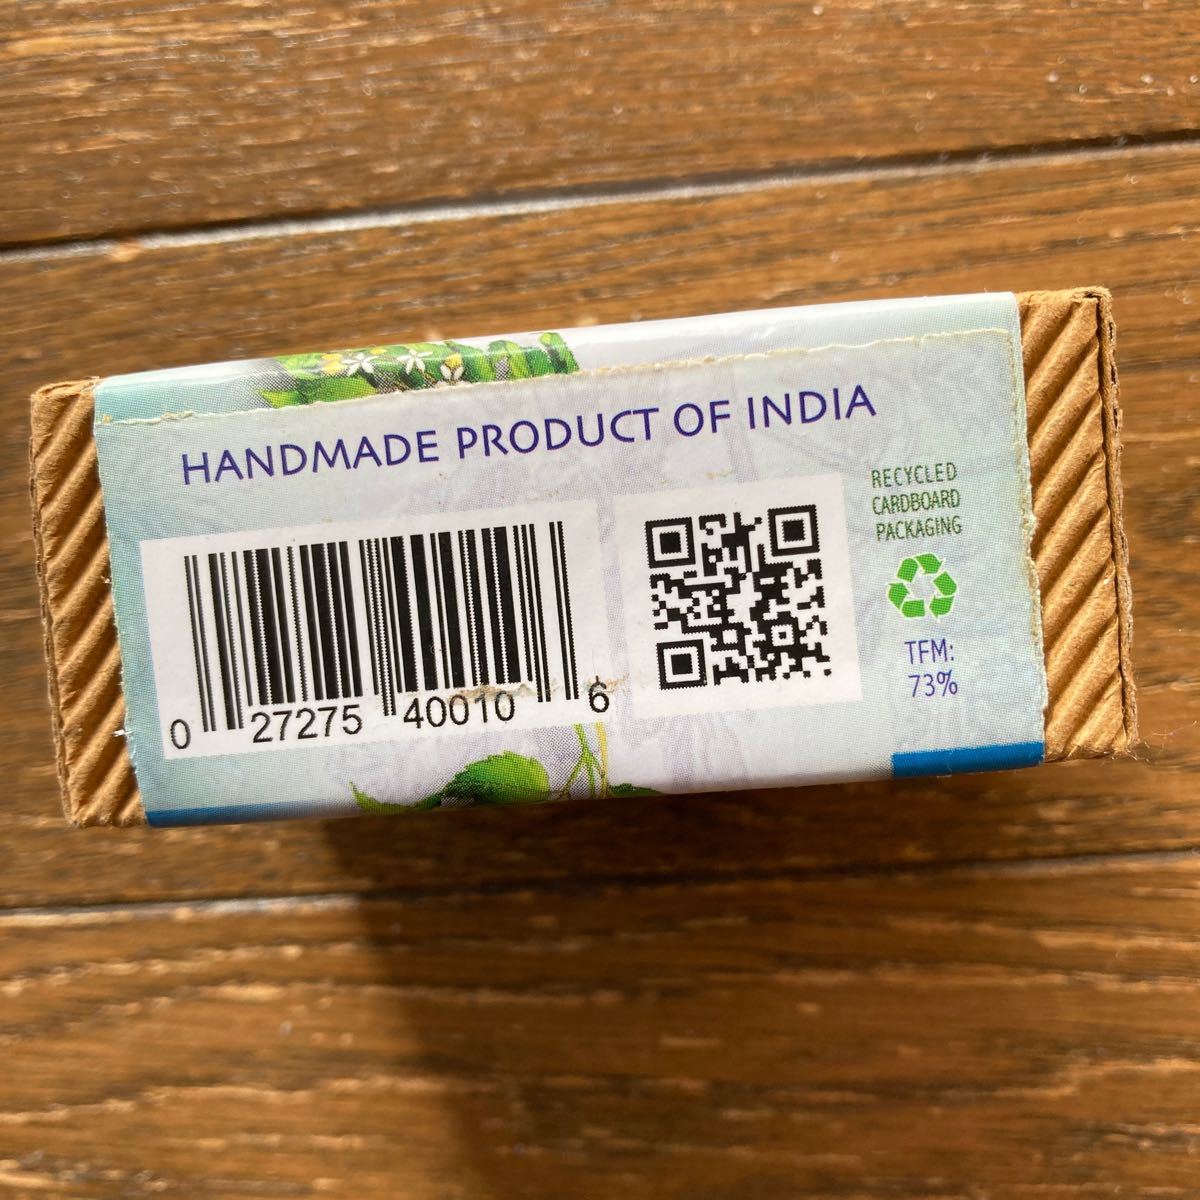 HANDMADE PRODUCT OF INDIA
RECYCLED
CARDBOARD
PACKAGING
TFM:
73%
0 27275 40010 6